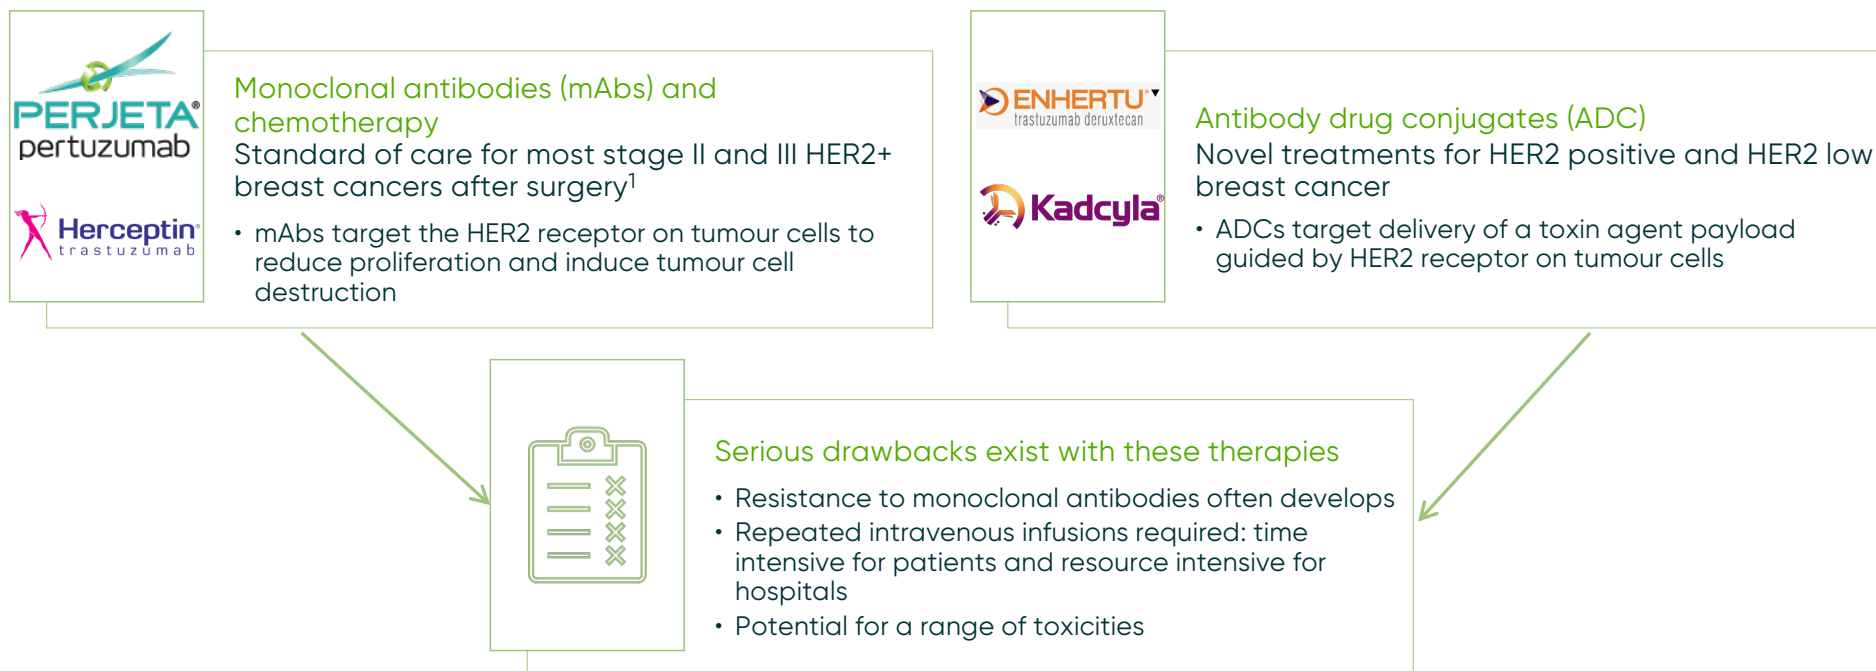 PERJETA®
pertuzumab
Herceptin®
trastuzumab
Monoclonal antibodies (mAbs) and
chemotherapy
Standard of care for most stage II and III HER2+
breast cancers after surgery1
• mAbs target the HER2 receptor on tumour cells to
reduce proliferation and induce tumour cell
destruction
ENHERTU®▼
trastuzumab deruxtecan
Kadcyla®
Antibody drug conjugates (ADC)
Novel treatments for HER2 positive and HER2 low
breast cancer
• ADCs target delivery of a toxin agent payload
guided by HER2 receptor on tumour cells
Serious drawbacks exist with these therapies
• Resistance to monoclonal antibodies often develops
• Repeated intravenous infusions required: time
intensive for patients and resource intensive for
hospitals
• Potential for a range of toxicities